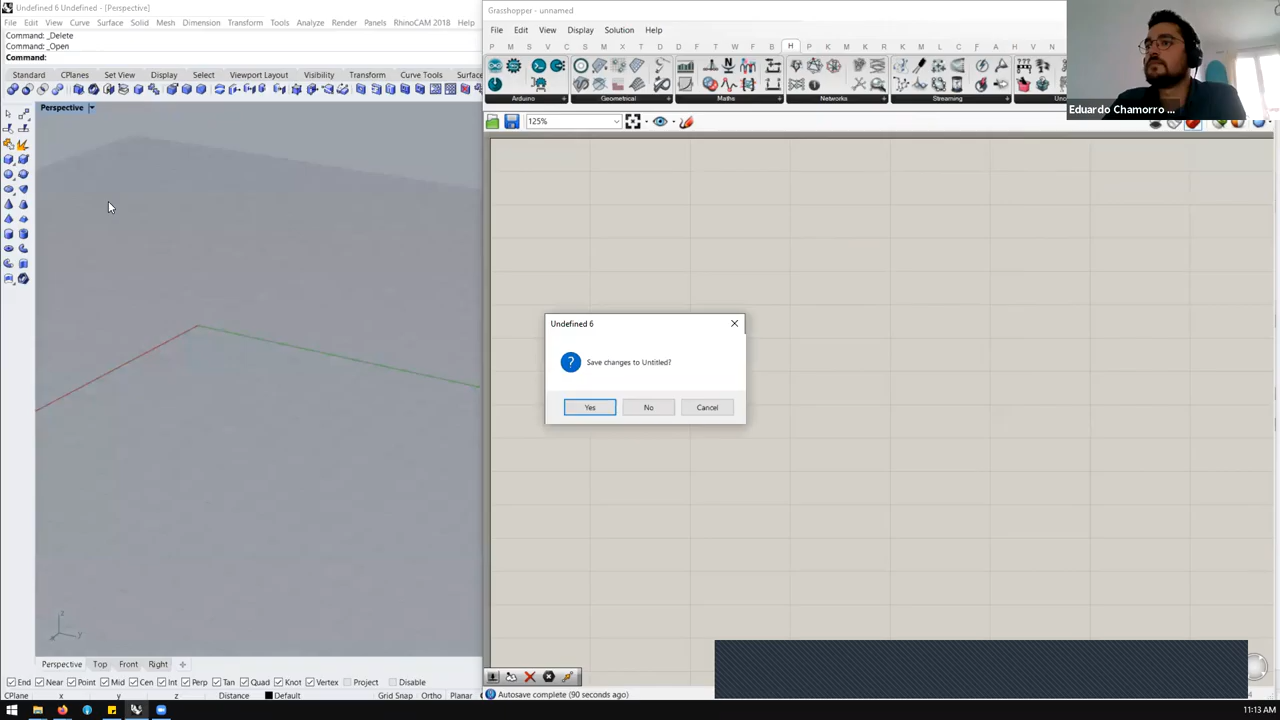 Undefined 6 Undefined - [Perspective]
File Edit View Curve Surface Solid Mesh Dimension Transform Tools Analyze Render Panels RhinoCAM 2018 Help
Command: _Delete
Command: _Open
Command:
Standard CPlanes Set View Display Select Viewport Layout Visibility Transform Curve Tools Surfac
Perspective
z
y
Perspective Top Front Right
End Near Point Mid Cen Int Perp Tan Quad Knot Vertex Project Disable
CPlane x y z Distance Default Grid Snap Ortho Planar
Grasshopper - unnamed
File Edit View Display Solution Help
P M S V C S M X T D D F B T W F B H P K M K M L C A H V N
Arduino Geometrical Maths Networks Streaming Unc
125%
Eduardo Chamorro ...
Undefined 6
Save changes to Untitled?
Yes No Cancel
Autosave complete (90 seconds ago)
11:13 AM